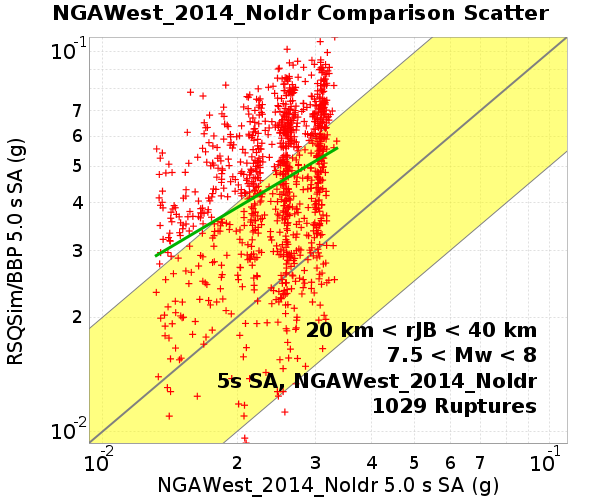 NGAWest_2014_NoIdr Comparison Scatter
10-1
7
6
5
4
3
2
10-2
RSQSim/BBP 5.0 s SA (g)
20 km < rJB < 40 km
7.5 < Mw < 8
5s SA, NGAWest_2014_NoIdr
1029 Ruptures
10-2 2 3 4 5 6 7 10-1
NGAWest_2014_NoIdr 5.0 s SA (g)